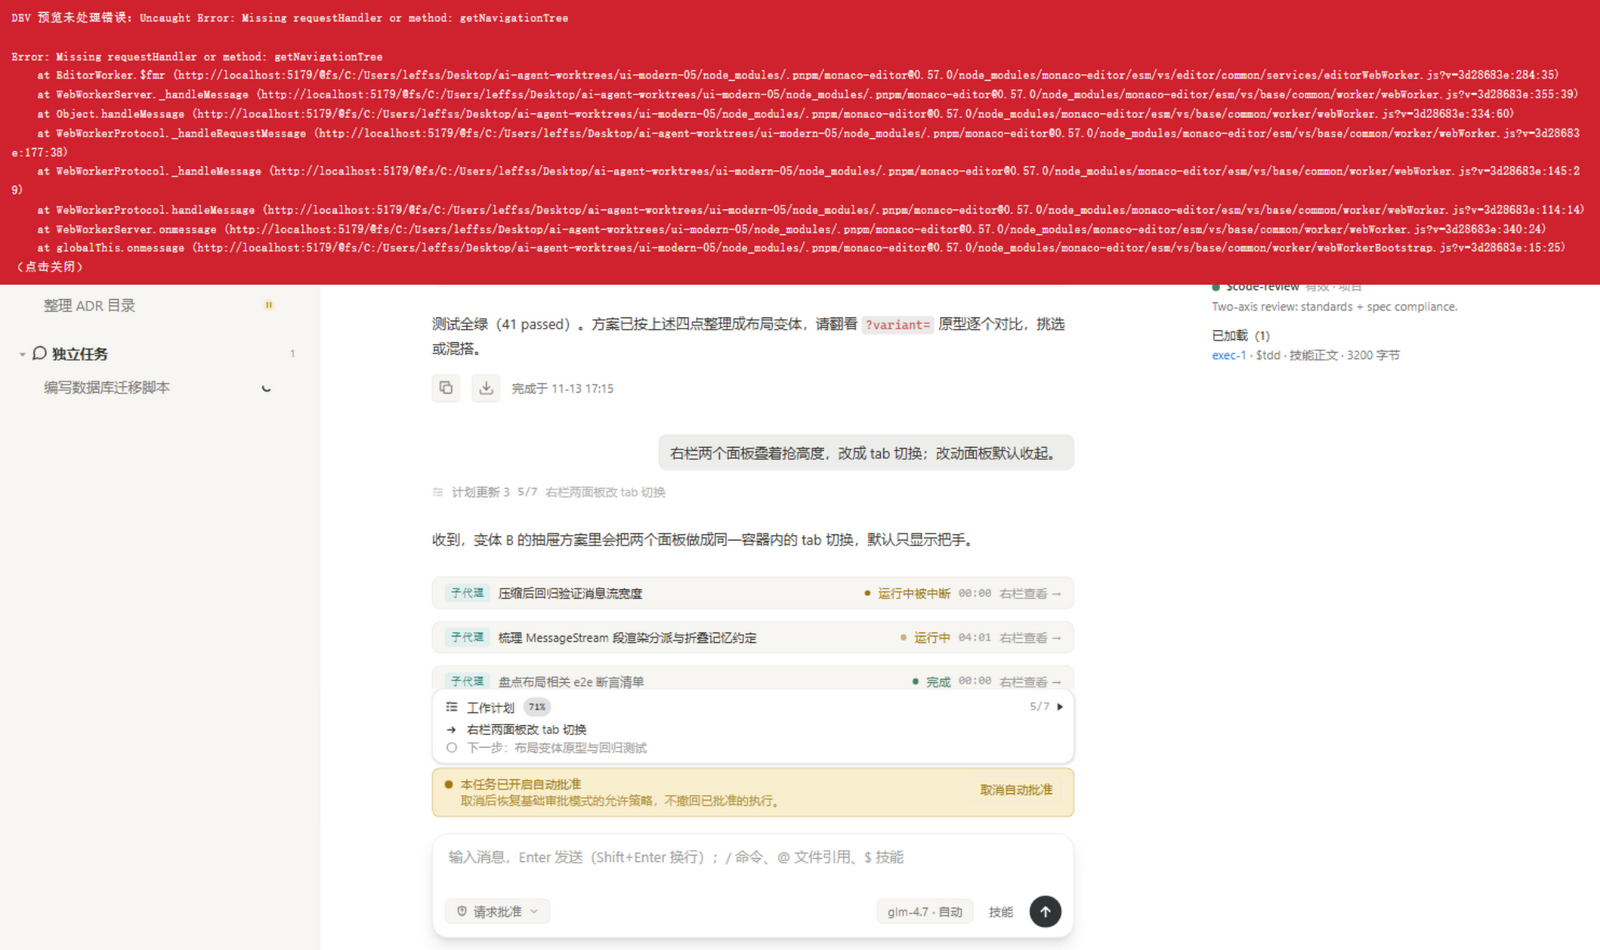 DEV 预览未处理错误: Uncaught Error: Missing requestHandler or method: getNavigationTree
Error: Missing requestHandler or method: getNavigationTree
at EditorWorker.$fmr (http://localhost:5179/@fs/C:/Users/leffss/Desktop/ai-agent-worktrees/ui-modern-05/node_modules/.pnpm/monaco-editor@0.57.0/node_modules/monaco-editor/esm/vs/editor/common/services/editorWebWorker.js?v=3d28683e:284:35)
at WebWorkerServer._handleMessage (http://localhost:5179/@fs/C:/Users/leffss/Desktop/ai-agent-worktrees/ui-modern-05/node_modules/.pnpm/monaco-editor@0.57.0/node_modules/monaco-editor/esm/vs/base/common/worker/webWorker.js?v=3d28683e:355:39)
at Object.handleMessage (http://localhost:5179/@fs/C:/Users/leffss/Desktop/ai-agent-worktrees/ui-modern-05/node_modules/.pnpm/monaco-editor@0.57.0/node_modules/monaco-editor/esm/vs/base/common/worker/webWorker.js?v=3d28683e:334:60)
at WebWorkerProtocol._handleRequestMessage (http://localhost:5179/@fs/C:/Users/leffss/Desktop/ai-agent-worktrees/ui-modern-05/node_modules/.pnpm/monaco-editor@0.57.0/node_modules/monaco-editor/esm/vs/base/common/worker/webWorker.js?v=3d28683
e:177:38)
at WebWorkerProtocol._handleMessage (http://localhost:5179/@fs/C:/Users/leffss/Desktop/ai-agent-worktrees/ui-modern-05/node_modules/.pnpm/monaco-editor@0.57.0/node_modules/monaco-editor/esm/vs/base/common/worker/webWorker.js?v=3d28683e:145:2
9)
at WebWorkerProtocol.handleMessage (http://localhost:5179/@fs/C:/Users/leffss/Desktop/ai-agent-worktrees/ui-modern-05/node_modules/.pnpm/monaco-editor@0.57.0/node_modules/monaco-editor/esm/vs/base/common/worker/webWorker.js?v=3d28683e:114:14)
at WebWorkerServer.onmessage (http://localhost:5179/@fs/C:/Users/leffss/Desktop/ai-agent-worktrees/ui-modern-05/node_modules/.pnpm/monaco-editor@0.57.0/node_modules/monaco-editor/esm/vs/base/common/worker/webWorker.js?v=3d28683e:340:24)
at globalThis.onmessage (http://localhost:5179/@fs/C:/Users/leffss/Desktop/ai-agent-worktrees/ui-modern-05/node_modules/.pnpm/monaco-editor@0.57.0/node_modules/monaco-editor/esm/vs/base/common/worker/webWorkerBootstrap.js?v=3d28683e:15:25)
（点击关闭）
整理 ADR 目录
独立任务 1
编写数据库迁移脚本
测试全绿（41 passed）。方案已按上述四点整理成布局变体，请翻看 ?variant= 原型逐个对比，挑选
或混搭。
完成于 11-13 17:15
右栏两个面板叠着抢高度，改成 tab 切换；改动面板默认收起。
计划更新 3 5/7 右栏两面板改 tab 切换
收到，变体 B 的抽屉方案里会把两个面板做成同一容器内的 tab 切换，默认只显示把手。
子代理 压缩后回归验证消息流宽度 运行中被中断 00:00 右栏查看 →
子代理 梳理 MessageStream 段渲染分派与折叠记忆约定 运行中 04:01 右栏查看 →
子代理 盘点布局相关 e2e 断言清单 完成 00:00 右栏查看 →
工作计划 71% 5/7
右栏两面板改 tab 切换
下一步：布局变体原型与回归测试
本任务已开启自动批准
取消后恢复基础审批模式的允许策略，不撤回已批准的执行。
取消自动批准
输入消息，Enter 发送（Shift+Enter 换行）；/ 命令、@ 文件引用、$ 技能
请求批准
glm-4.7 · 自动
技能
$code-review 有效 · 项目
Two-axis review: standards + spec compliance.
已加载（1）
exec-1 · $tdd · 技能正文 · 3200 字节